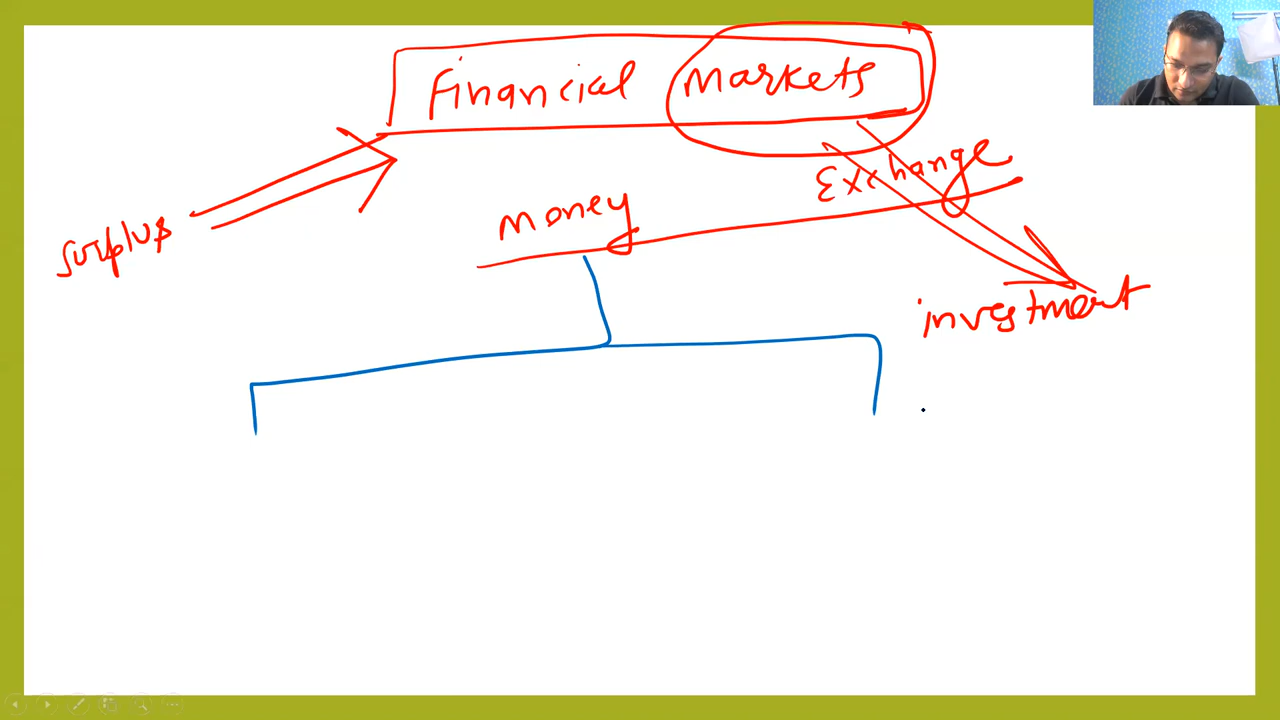 Financial Markets
Exchange
money
surplus
investment